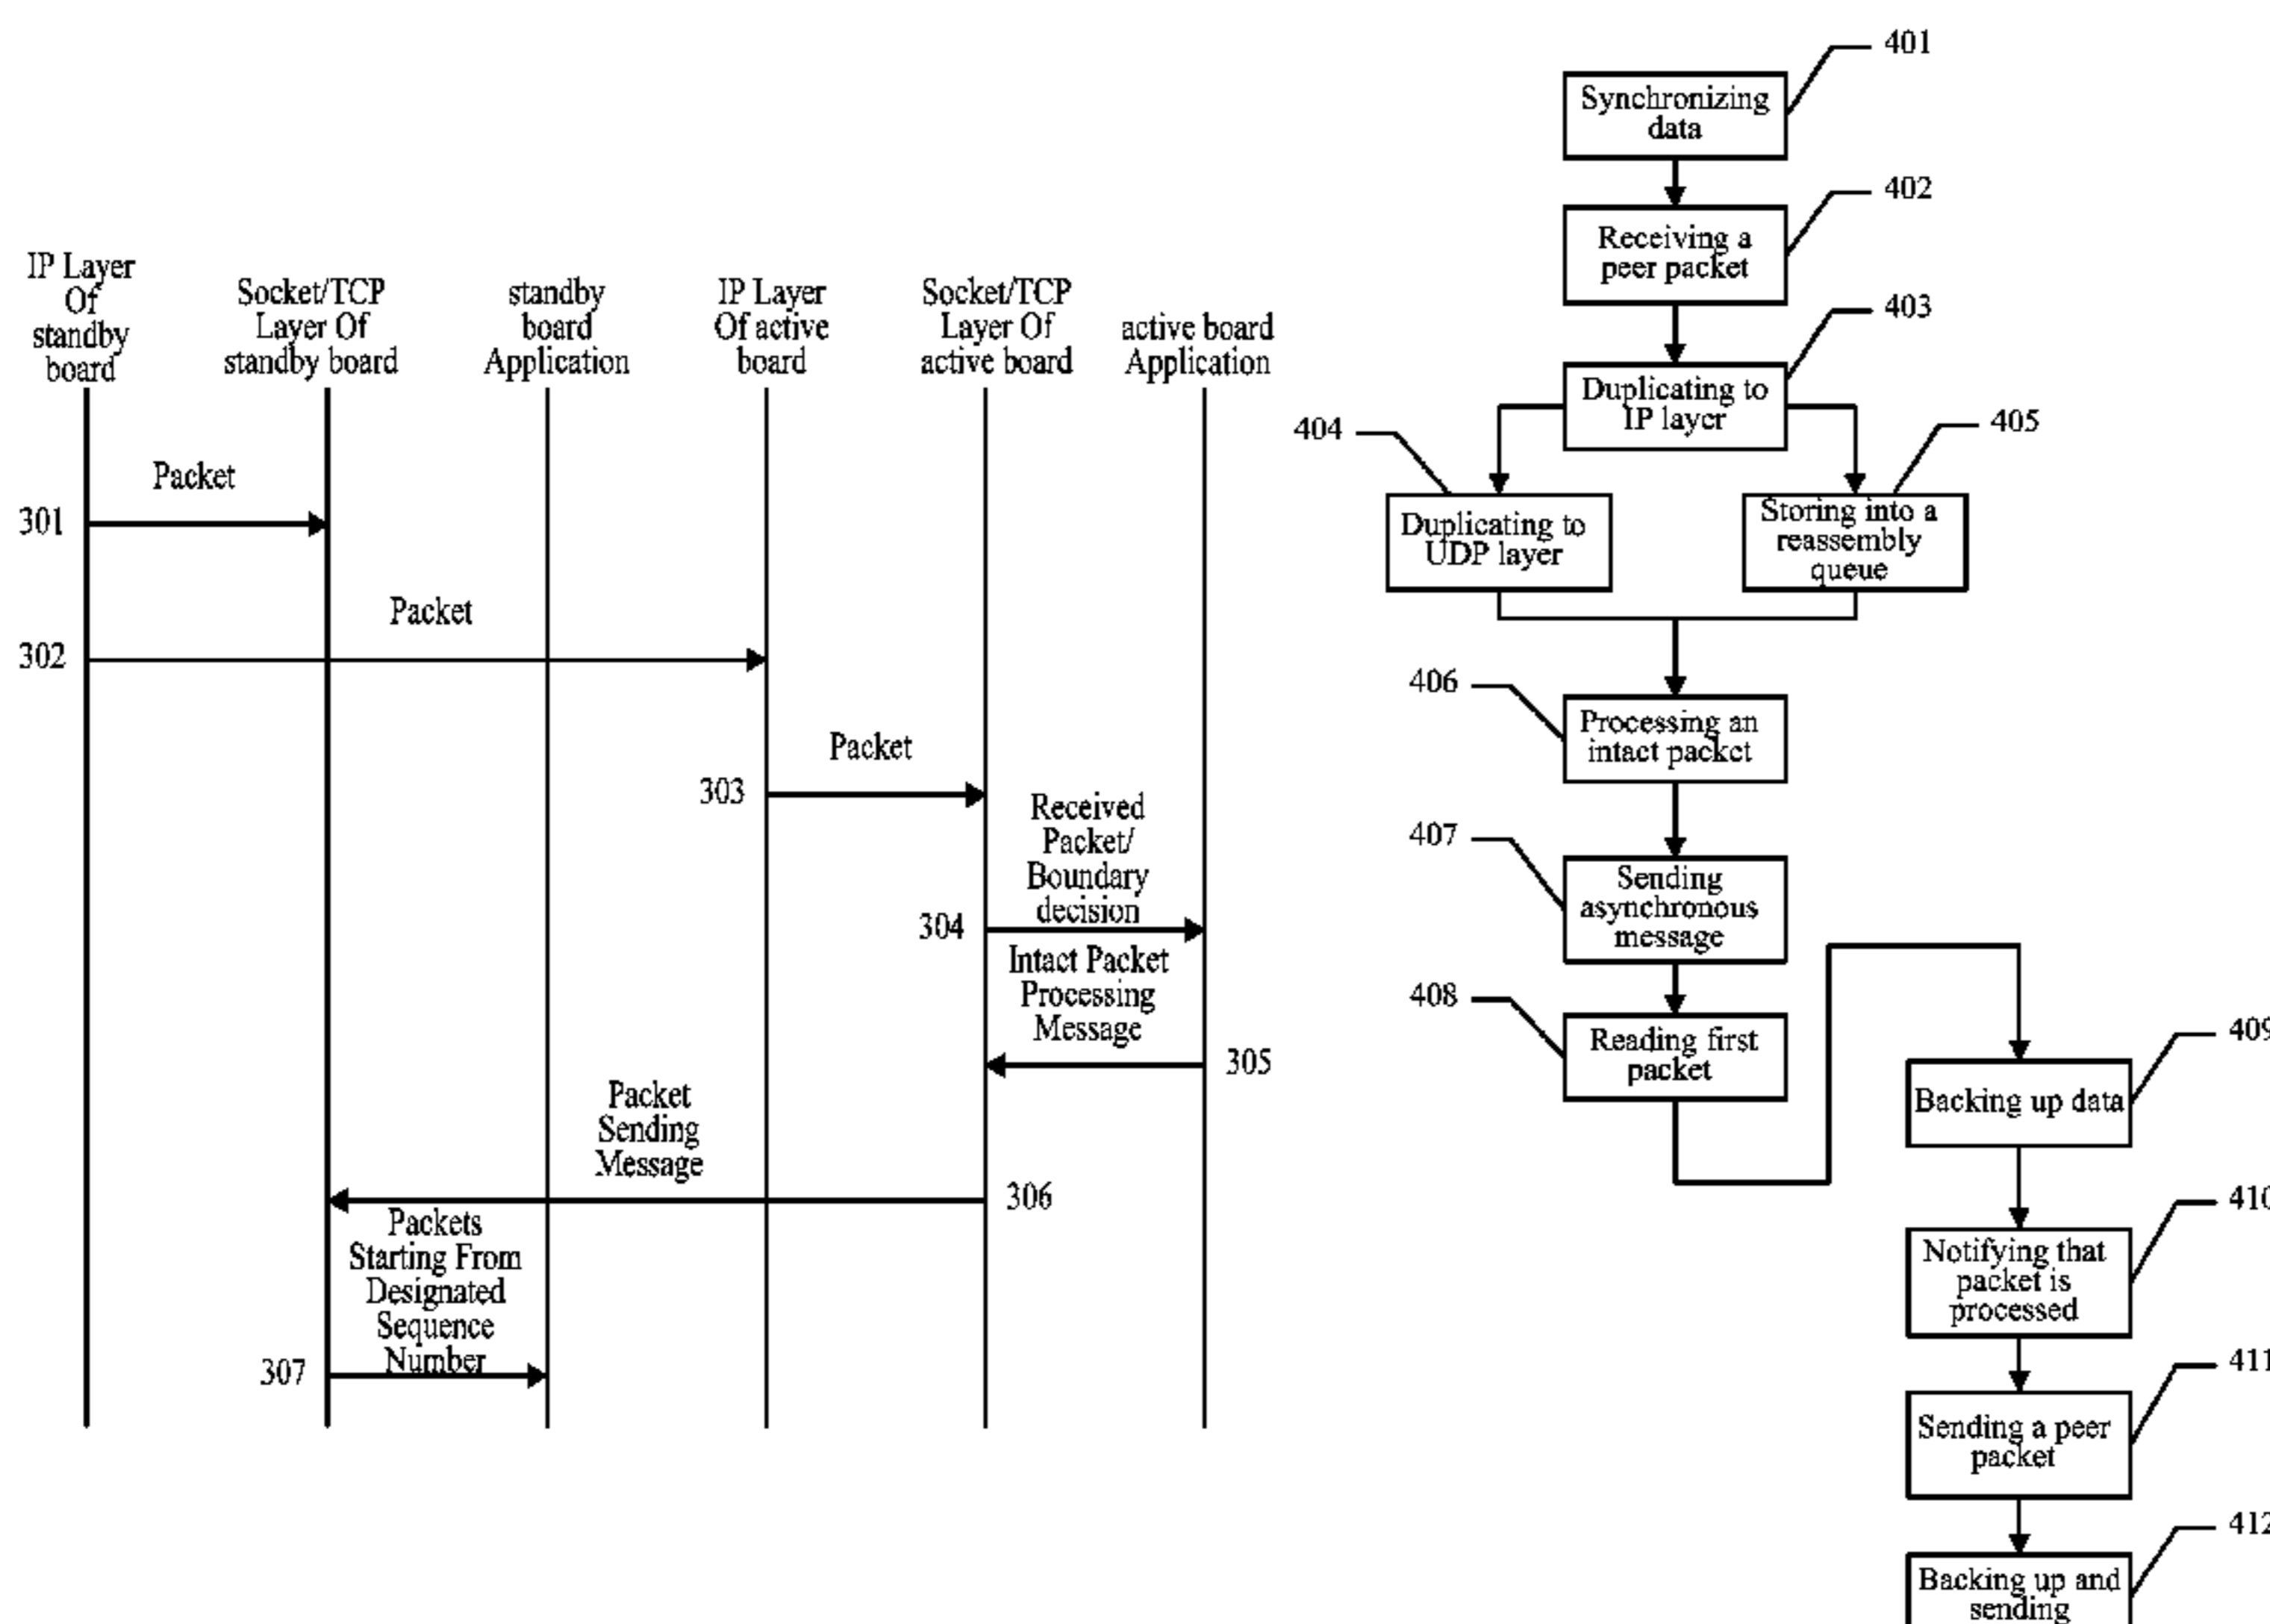 IP Layer
Of
standby
board
Socket/TCP
Layer Of
standby board
standby
board
Application
IP Layer
Of active
board
Socket/TCP
Layer Of
active board
active board
Application
Packet
301
Packet
302
Packet
303
Received
Packet/
Boundary
decision
304
Intact Packet
Processing
Message
305
Packet
Sending
Message
306
Packets
Starting From
Designated
Sequence
Number
307
401
Synchronizing
data
402
Receiving a
peer packet
403
Duplicating to
IP layer
404
Duplicating to
UDP layer
405
Storing into a
reassembly
queue
406
Processing an
intact packet
407
Sending
asynchronous
message
408
Reading first
packet
409
Backing up data
410
Notifying that
packet is
processed
411
Sending a peer
packet
412
Backing up and
sending